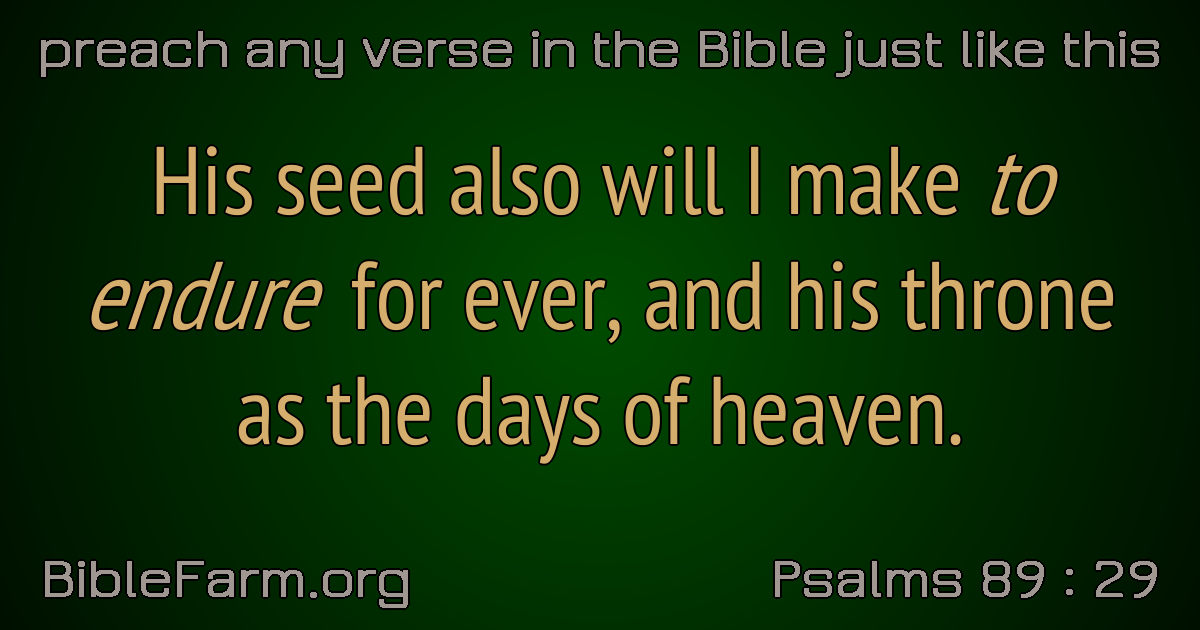 preach any verse in the Bible just like this
His seed also will I make to
endure for ever, and his throne
as the days of heaven.
BibleFarm.org
Psalms 89 : 29